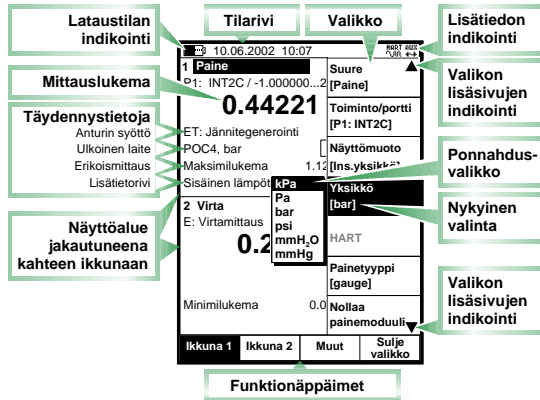 Lataustilan indikointi
Tilarivi
Valikko
Lisätiedon indikointi
10.06.2002 10:07
HART AUX
1 Paine
P1: INT2C / -1.000000...2
0.44221
ET: Jännitegenerointi
POC4, bar
Maksimilukema 1.12
Sisäinen lämpöt
2 Virta
E: Virtamittaus
0.2
Minimilukema 0.0
kPa
Pa
bar
psi
mmH₂O
mmHg
Suure
[Paine]
Toiminto/portti
[P1: INT2C]
Näyttömuoto
[Ins.yksikkö]
Yksikkö
[bar]
HART
Painetyyppi
[gauge]
Nollaa
painemoduuli
Ikkuna 1
Ikkuna 2
Muut
Sulje valikko
Mittauslukema
Täydennystietoja
Anturin syöttö
Ulkoinen laite
Erikoismittaus
Lisätietorivi
Näyttöalue
jakautuneena
kahteen ikkunaan
Valikon
lisäsivujen
indikointi
Ponnahdus-
valikko
Nykyinen
valinta
Valikon
lisäsivujen
indikointi
Funktionäppäimet